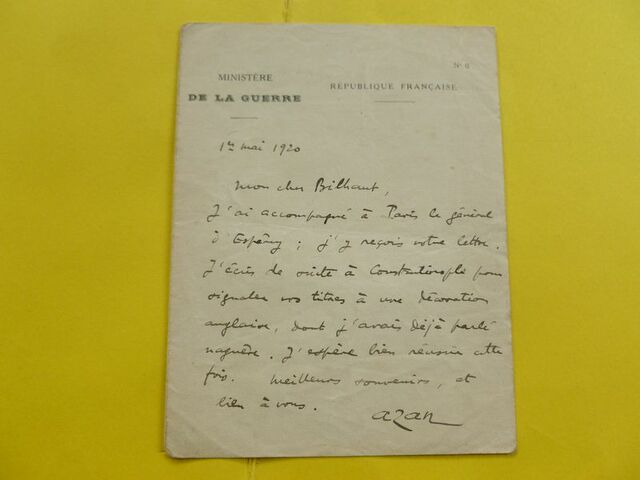 N° 6
MINISTÈRE
DE LA GUERRE
RÉPUBLIQUE FRANÇAISE
1er mai 1920
Mon cher Bilhaut,
J'ai accompagné à Paris le général
d'Espérey ; j'y reçois votre lettre.
J'écris de suite à Constantinople pour
signaler vos titres à une décoration
anglaise, dont j'avais déjà parlé
naguère. J'espère bien réussir cette
fois. Meilleurs souvenirs, et
bien à vous.
Azan